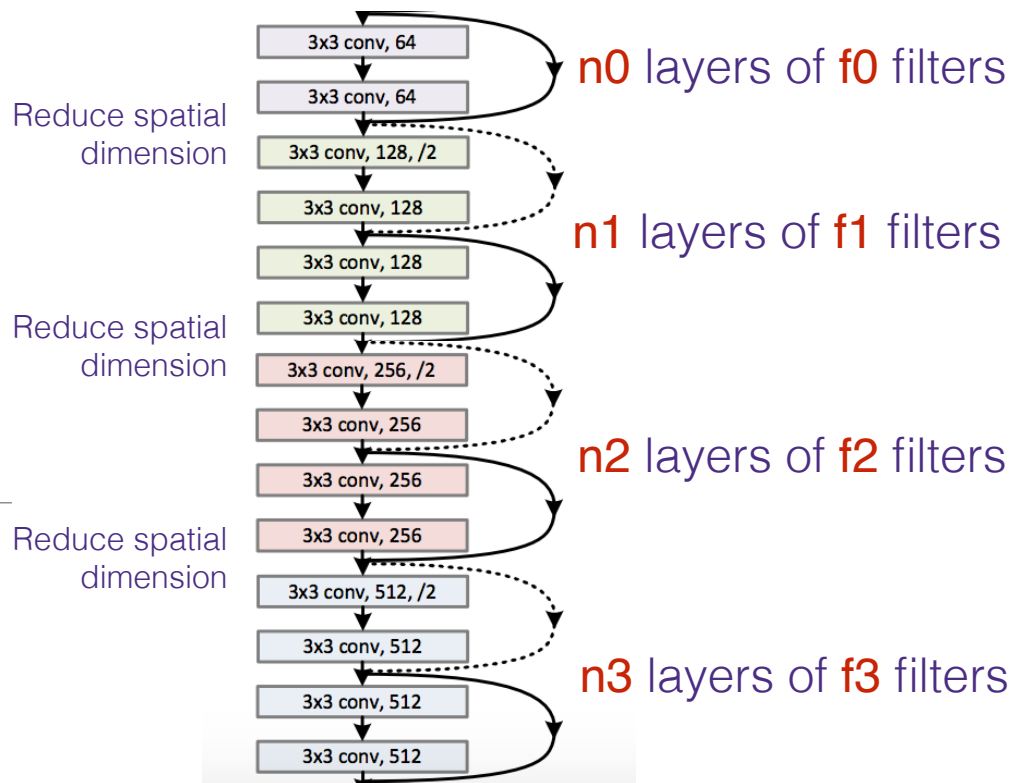 3x3 conv, 64
n0 layers of f0 filters
3x3 conv, 64
Reduce spatial
dimension
3x3 conv, 128, /2
3x3 conv, 128
n1 layers of f1 filters
3x3 conv, 128
3x3 conv, 128
Reduce spatial
dimension
3x3 conv, 256, /2
3x3 conv, 256
n2 layers of f2 filters
3x3 conv, 256
3x3 conv, 256
Reduce spatial
dimension
3x3 conv, 512, /2
3x3 conv, 512
n3 layers of f3 filters
3x3 conv, 512
3x3 conv, 512